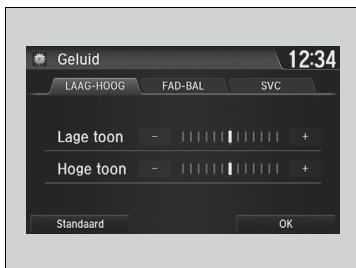 Geluid 12:34
LAAG-HOOG FAD-BAL SVC
Lage toon - +
Hoge toon - +
Standaard OK